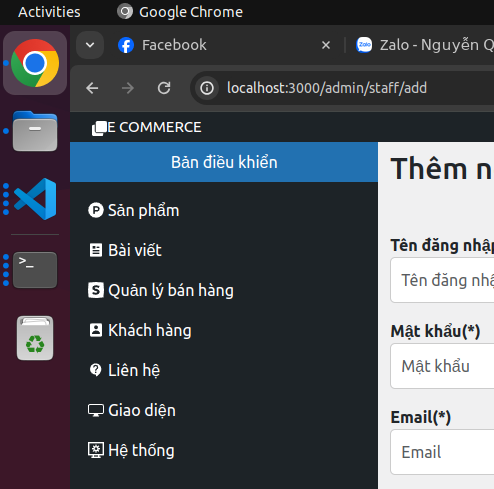 Activities
Google Chrome
Facebook
Zalo - Nguyễn Q
localhost:3000/admin/staff/add
E COMMERCE
Bản điều khiển
Sản phẩm
Bài viết
Quản lý bán hàng
Khách hàng
Liên hệ
Giao diện
Hệ thống
Thêm n
Tên đăng nhập
Tên đăng nhậ
Mật khẩu(*)
Mật khẩu
Email(*)
Email